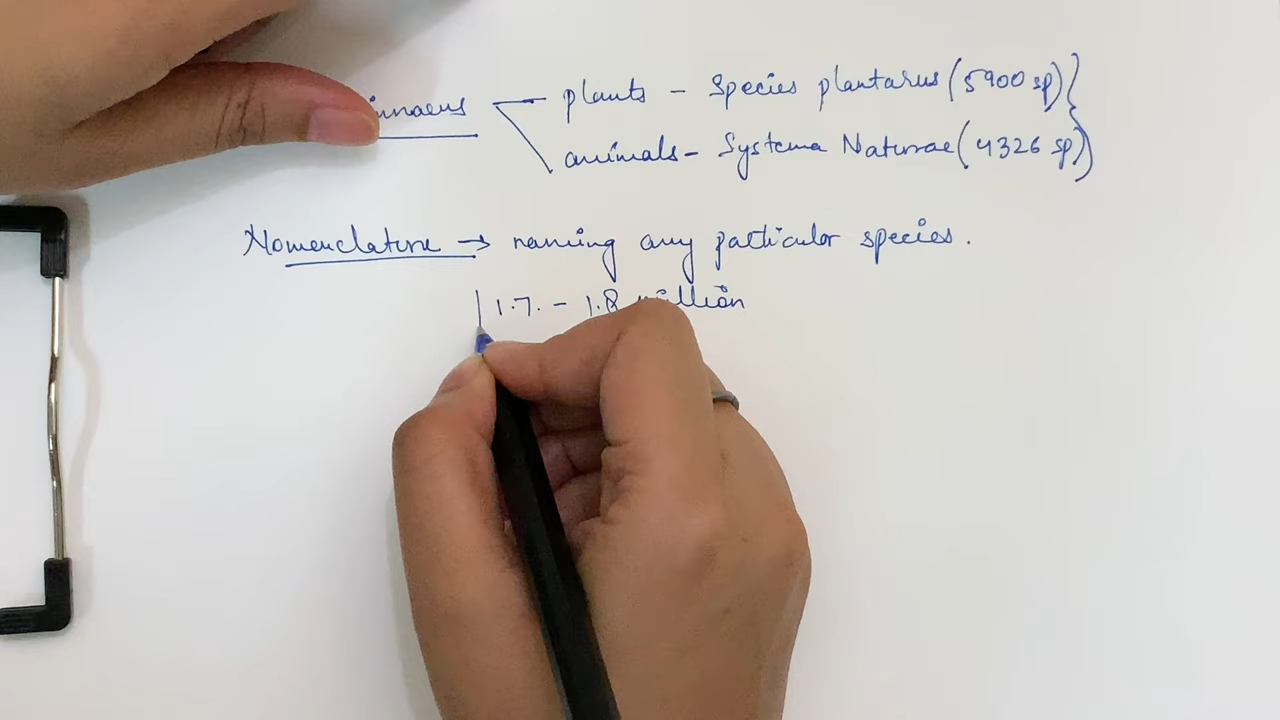 plants - Species plantarus (5900 sp)
animals - Systema Naturae (4326 sp)
Nomenclature → naming any particular species.
1.7. - 1.8 million